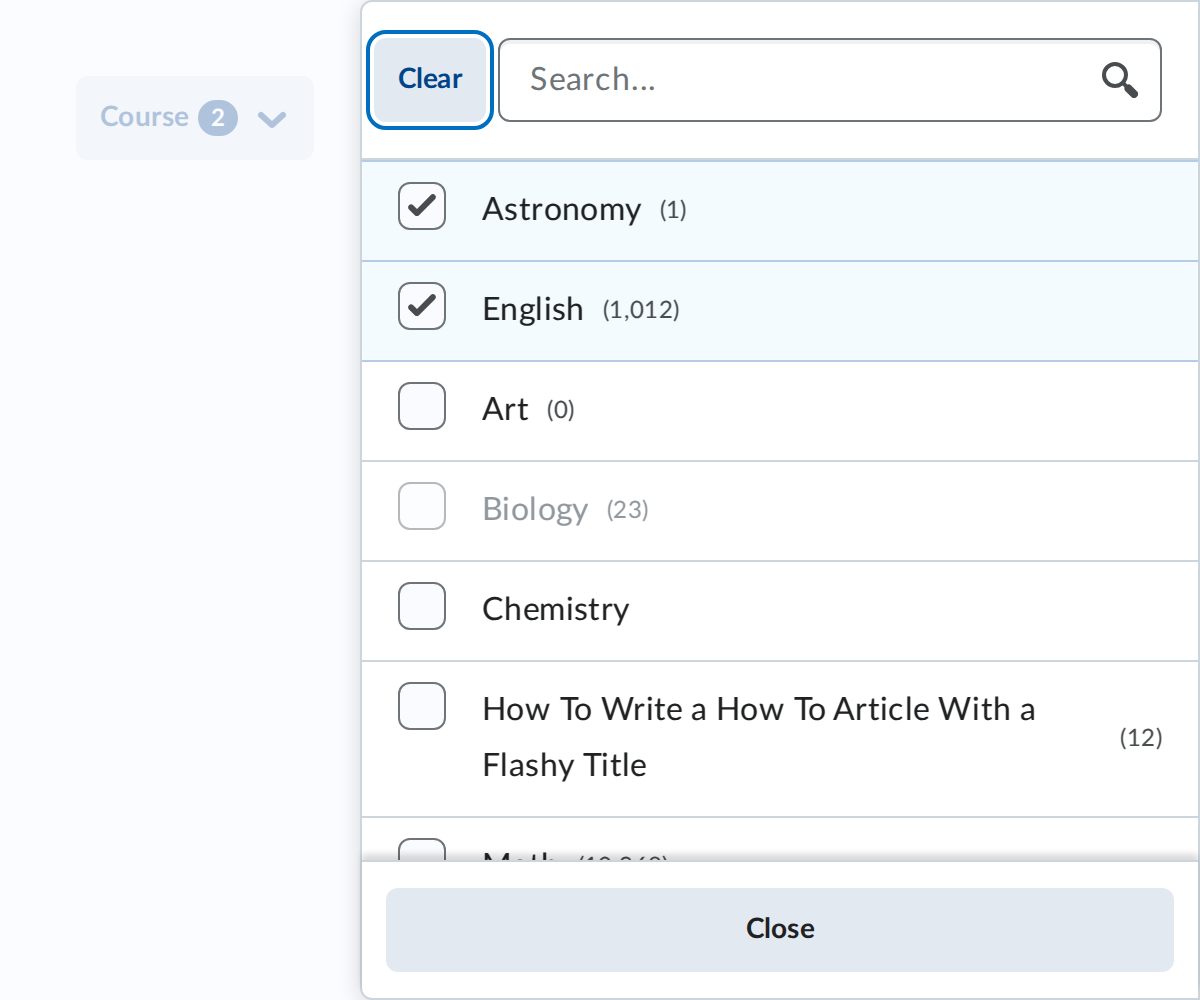 Course 2
Clear
Search...
Astronomy (1)
English (1,012)
Art (0)
Biology (23)
Chemistry
How To Write a How To Article With a
Flashy Title
(12)
Math
Close